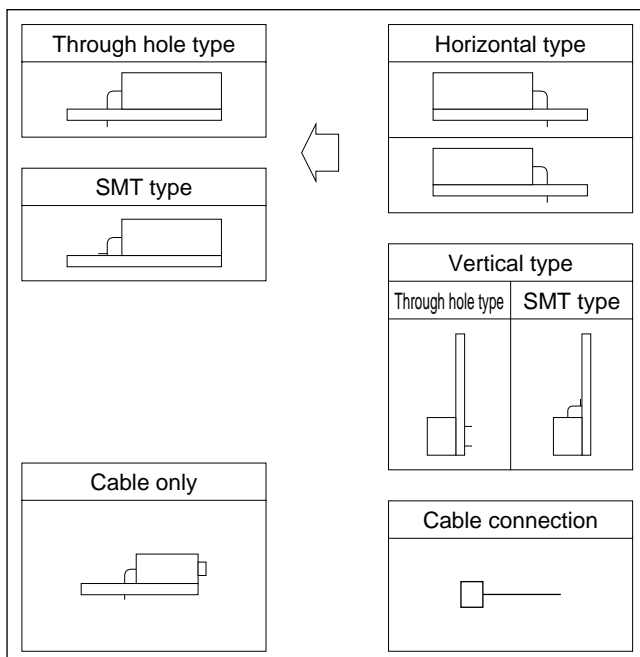 Through hole type
SMT type
Cable only
Horizontal type
Vertical type
Through hole type
SMT type
Cable connection